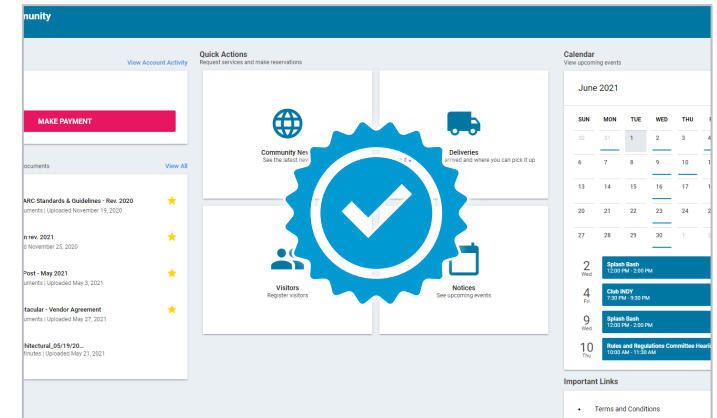 munity
View Account Activity
MAKE PAYMENT
ocuments
View All
ARC Standards & Guidelines - Rev. 2020
uments | Uploaded November 19, 2020
n rev. 2021
d November 25, 2020
Post - May 2021
uments | Uploaded May 3, 2021
tacular - Vendor Agreement
uments | Uploaded May 27, 2021
hitectural_05/19/20...
Minutes | Uploaded May 21, 2021
Quick Actions
Request services and make reservations
Community Nev
See the latest nev
Deliveries
arrived and where you can pick it up
Visitors
Register visitors
Notices
See upcoming events
Calendar
View upcoming events
June 2021
SUN MON TUE WED THU F
30 31 1 2 3 4
6 7 8 9 10 1
13 14 15 16 17 1
20 21 22 23 24 2
27 28 29 30 1
2 Wed
Splash Bash
12:00 PM - 2:00 PM
4 Fri
Club INDY
7:30 PM - 9:30 PM
9 Wed
Splash Bash
12:00 PM - 2:00 PM
10 Thu
Rules and Regulations Committee Hearin
10:00 AM - 11:30 AM
Important Links
• Terms and Conditions